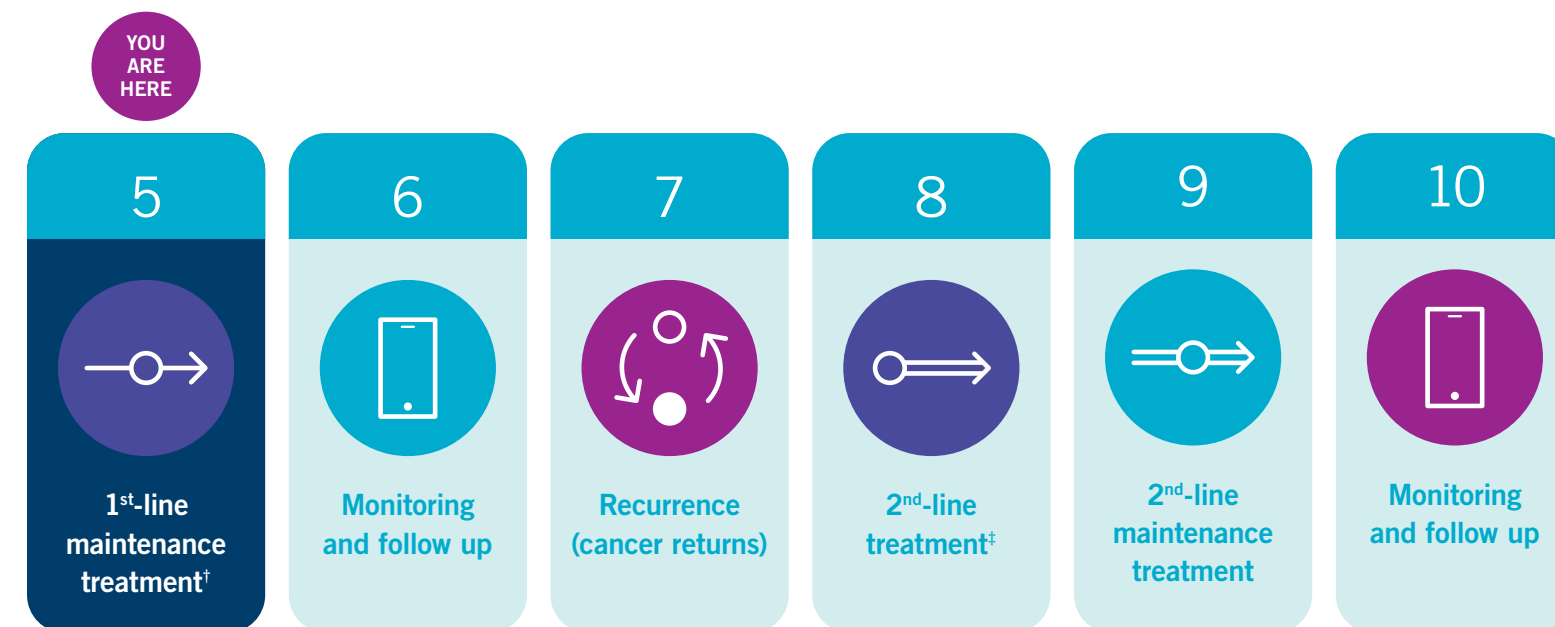 YOU
ARE
HERE
5
1st-line
maintenance
treatment†
6
Monitoring
and follow up
7
Recurrence
(cancer returns)
8
2nd-line
treatment‡
9
2nd-line
maintenance
treatment
10
Monitoring
and follow up